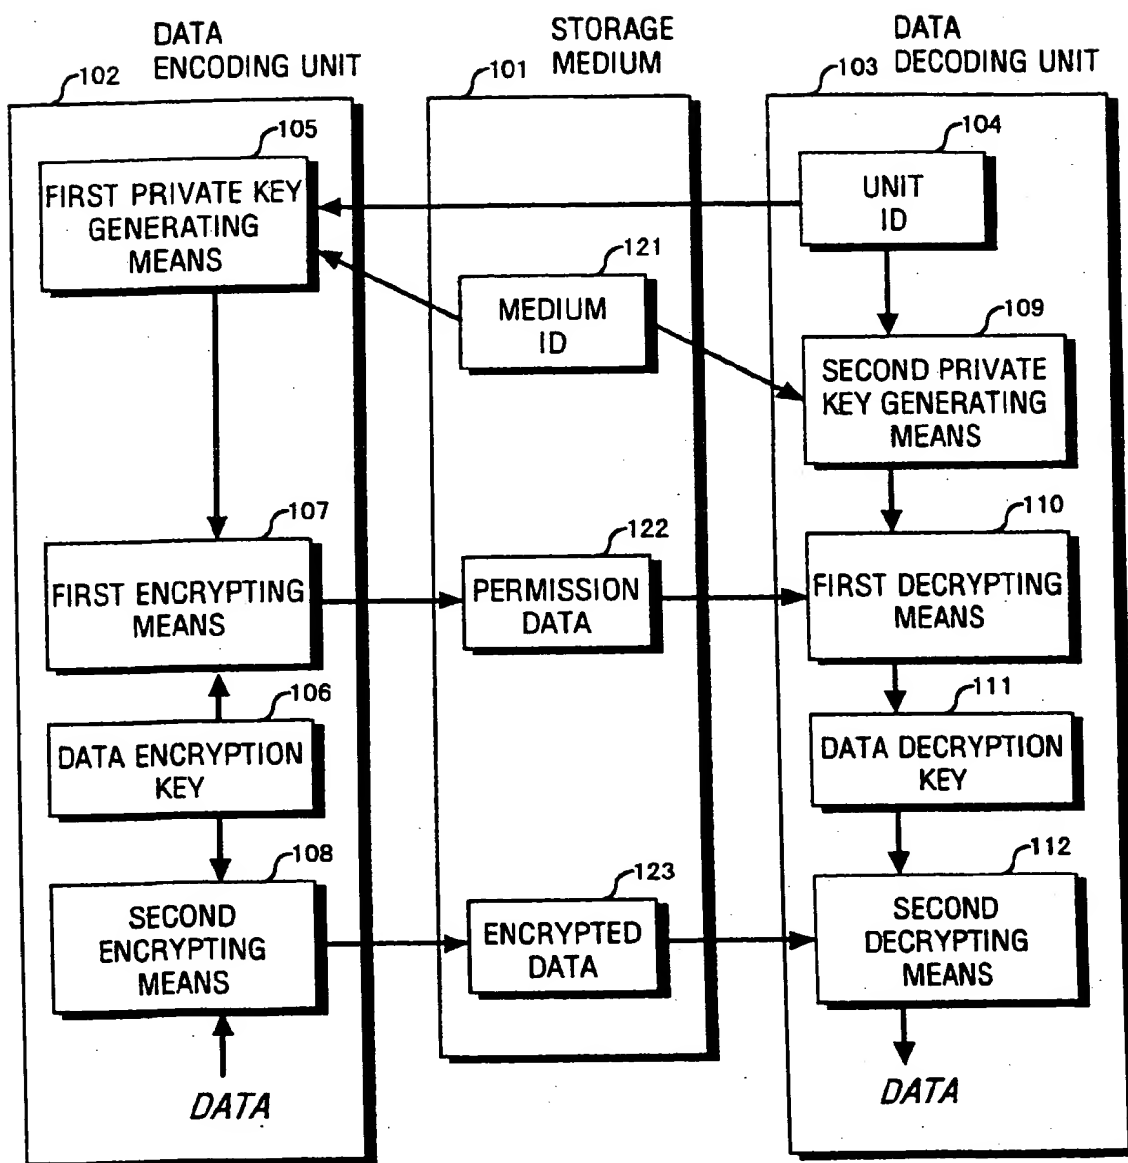 DATA
ENCODING UNIT
102
STORAGE
MEDIUM
101
DATA
DECODING UNIT
103
105
FIRST PRIVATE KEY
GENERATING
MEANS
104
UNIT
ID
121
MEDIUM
ID
109
SECOND PRIVATE
KEY GENERATING
MEANS
107
FIRST ENCRYPTING
MEANS
122
PERMISSION
DATA
110
FIRST DECRYPTING
MEANS
106
DATA ENCRYPTION
KEY
111
DATA DECRYPTION
KEY
108
SECOND
ENCRYPTING
MEANS
123
ENCRYPTED
DATA
112
SECOND
DECRYPTING
MEANS
DATA
DATA